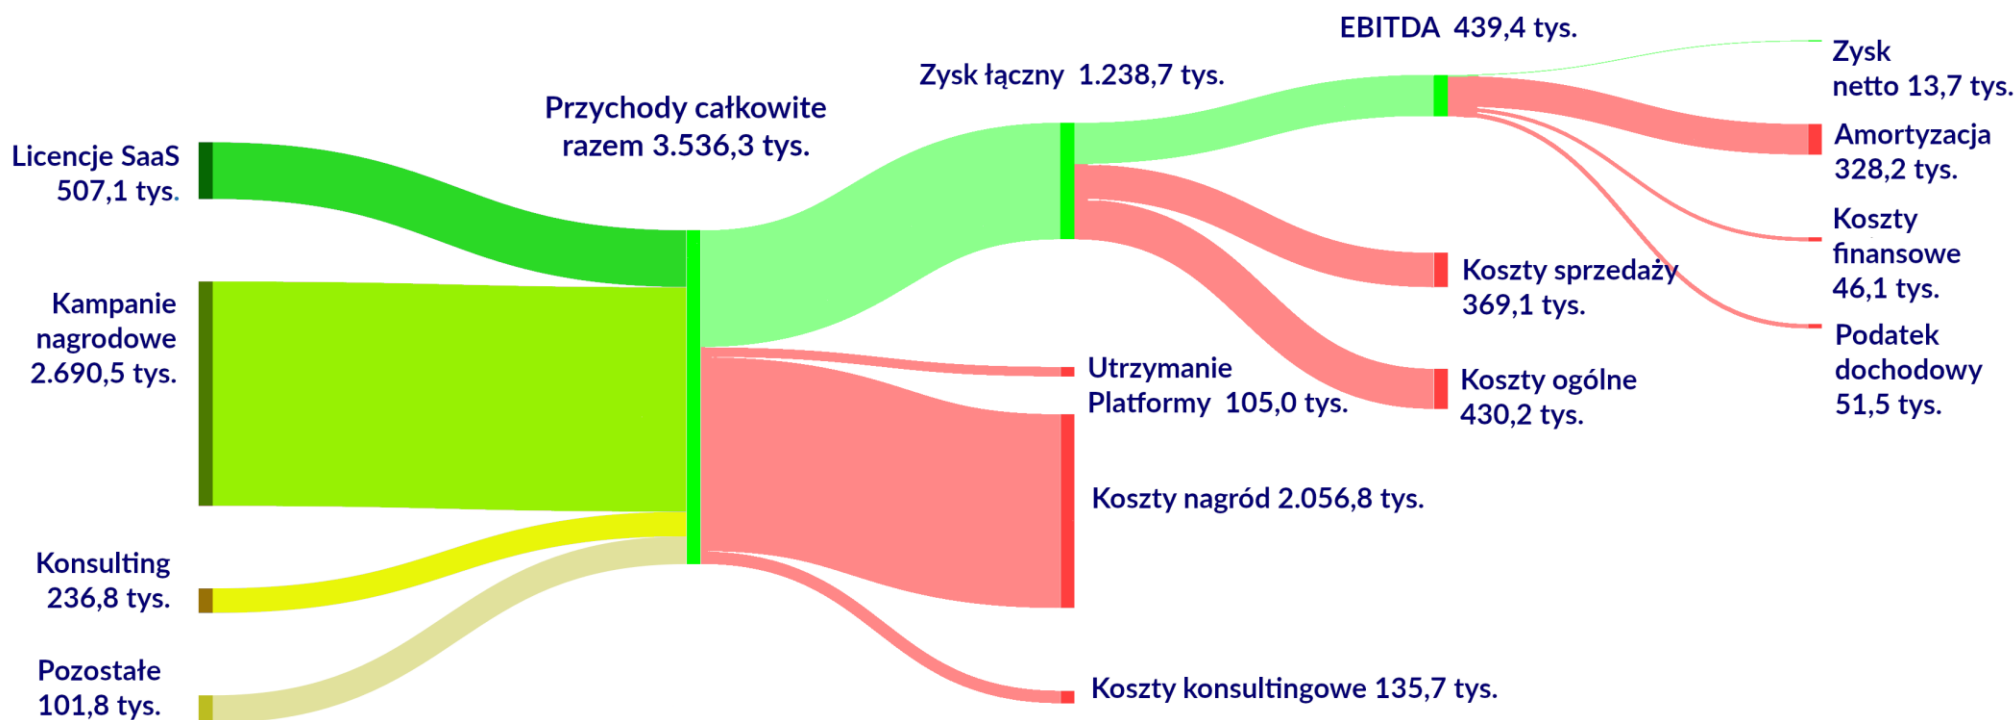 Licencje SaaS
507,1 tys.
Kampanie
nagrodowe
2.690,5 tys.
Konsulting
236,8 tys.
Pozostałe
101,8 tys.
Przychody całkowite
razem 3.536,3 tys.
Zysk łączny 1.238,7 tys.
Utrzymanie
Platformy 105,0 tys.
Koszty nagród 2.056,8 tys.
Koszty konsultingowe 135,7 tys.
EBITDA 439,4 tys.
Koszty sprzedaży
369,1 tys.
Koszty ogólne
430,2 tys.
Zysk
netto 13,7 tys.
Amortyzacja
328,2 tys.
Koszty
finansowe
46,1 tys.
Podatek
dochodowy
51,5 tys.